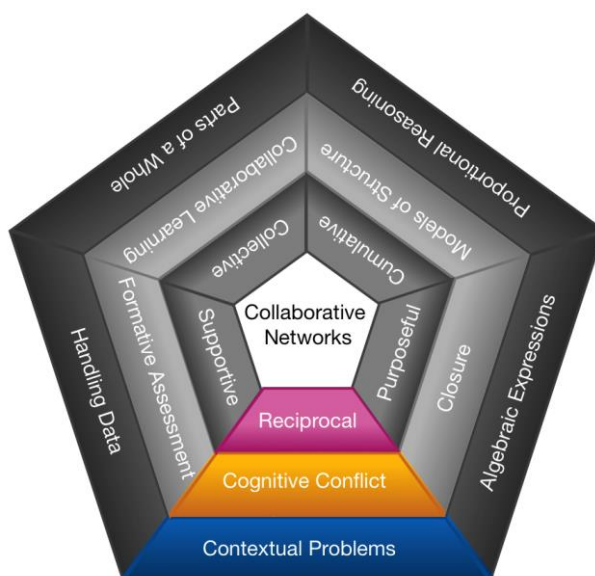 Parts of a Whole
Proportional Reasoning
Collaborative Learning
Models of Structure
Collective
Cumulative
Collaborative
Networks
Handling Data
Formative Assessment
Supportive
Purposeful
Closure
Algebraic Expressions
Reciprocal
Cognitive Conflict
Contextual Problems